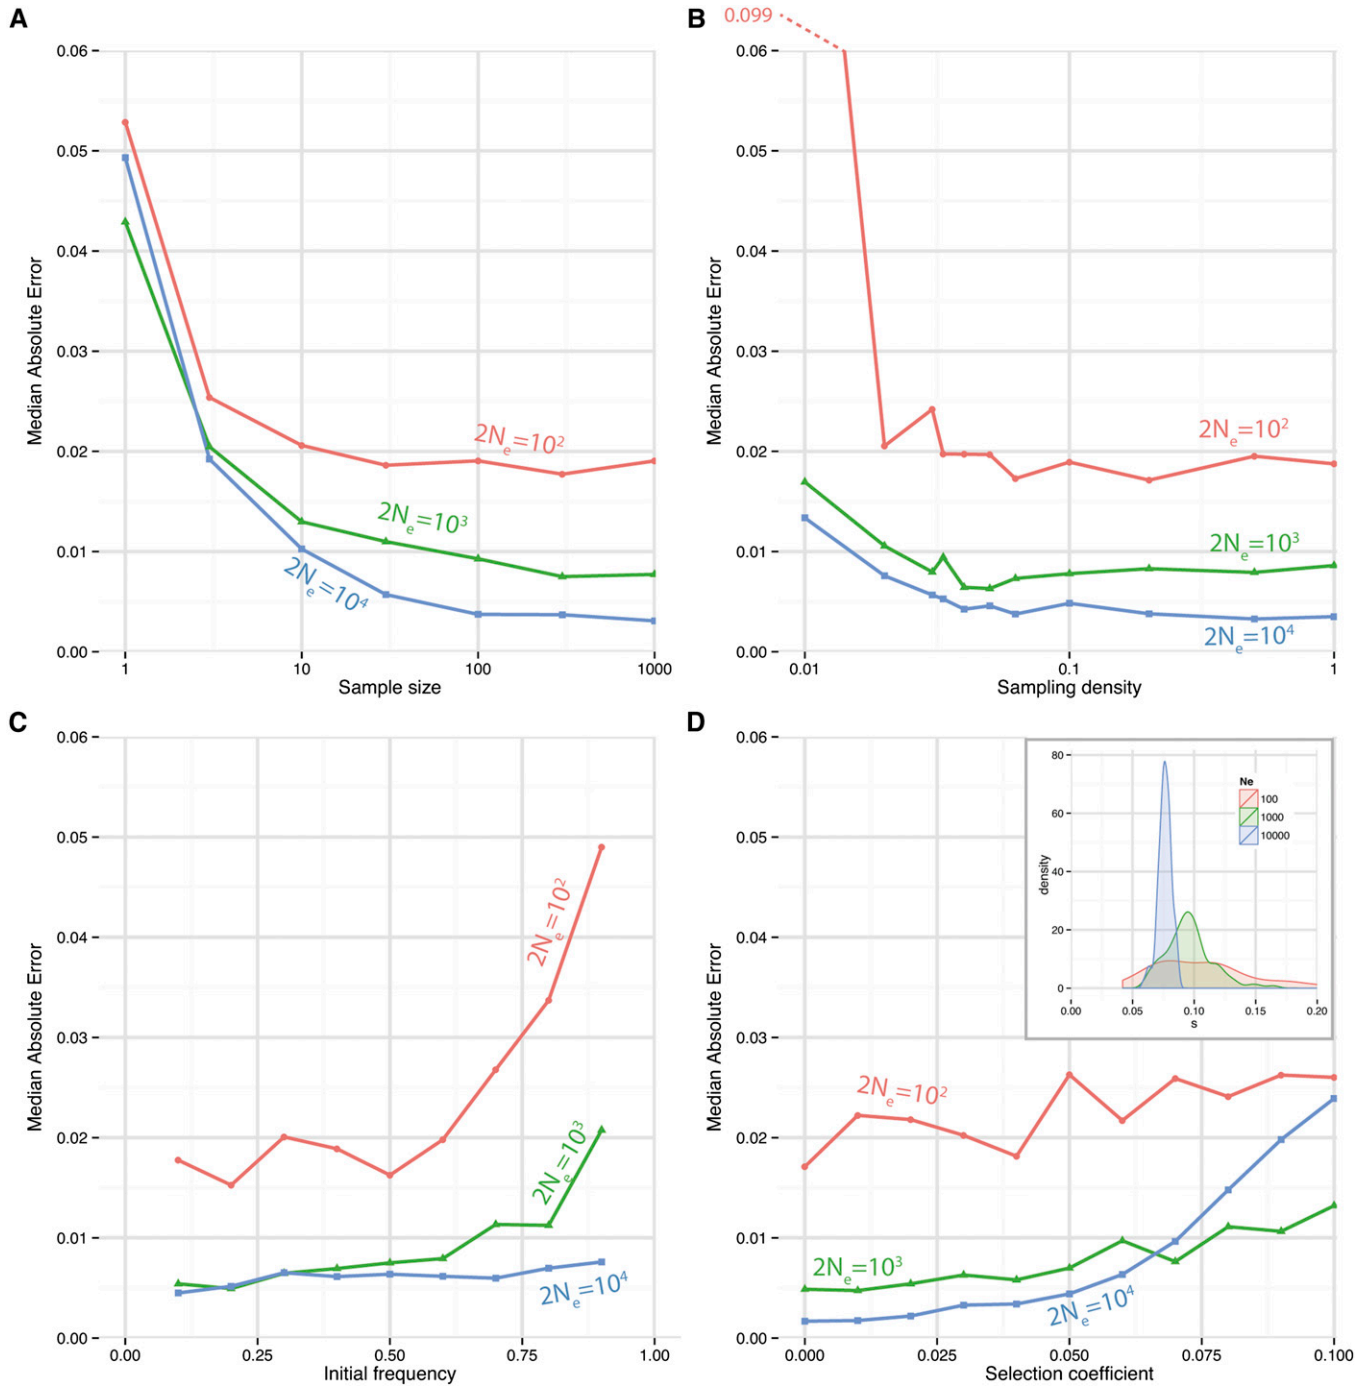 A
0.06
0.05
0.04
0.03
0.02
0.01
0.00
Median Absolute Error
2Ne=10²
2Ne=10³
2Ne=10⁴
1
10
100
1000
Sample size
B
0.099
0.06
0.05
0.04
0.03
0.02
0.01
0.00
Median Absolute Error
2Ne=10²
2Ne=10³
2Ne=10⁴
0.01
0.1
1
Sampling density
C
0.06
0.05
0.04
0.03
0.02
0.01
0.00
Median Absolute Error
2Ne=10²
2Ne=10³
2Ne=10⁴
0.00
0.25
0.50
0.75
1.00
Initial frequency
D
0.06
0.05
0.04
0.03
0.02
0.01
0.00
Median Absolute Error
2Ne=10²
2Ne=10³
2Ne=10⁴
0.000
0.025
0.050
0.075
0.100
Selection coefficient
80
60
40
20
0
density
Ne
100
1000
10000
0.00
0.05
0.10
0.15
0.20
s